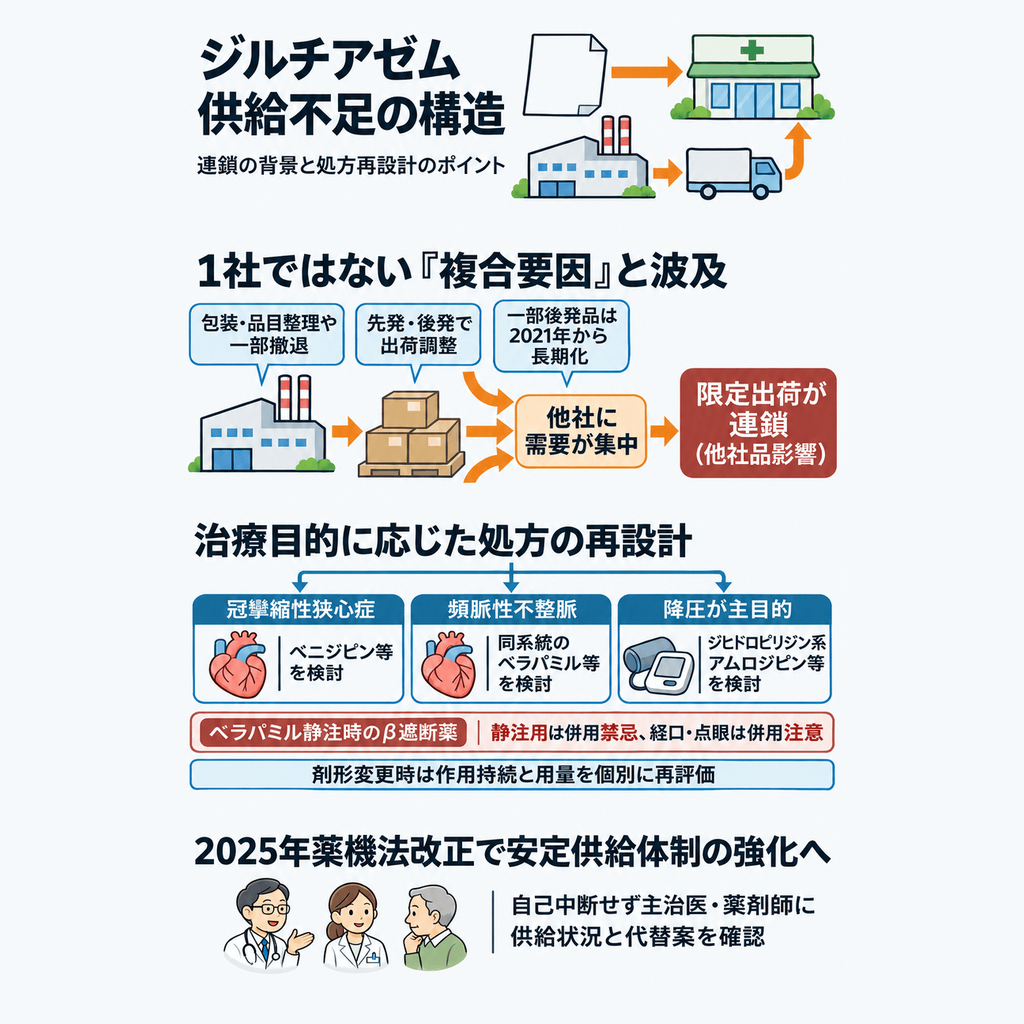 ジルチアゼム
供給不足の構造
連鎖の背景と処方再設計のポイント
1社ではない『複合要因』と波及
包装・品目整理や
一部撤退
先発・後発で
出荷調整
一部後発品は
2021年から
長期化
他社に
需要が集中
限定出荷が
連鎖
(他社品影響)
治療目的に応じた処方の再設計
冠攣縮性狭心症
ベニジピン等
を検討
頻脈性不整脈
同系統の
ベラパミル等
を検討
降圧が主目的
ジヒドロピリジン系
アムロジピン等
を検討
ベラパミル静注時のβ遮断薬
静注用は併用禁忌、経口・点眼は併用注意
剤形変更時は作用持続と用量を個別に再評価
2025年薬機法改正で安定供給体制の強化へ
自己中断せず主治医・薬剤師に
供給状況と代替案を確認